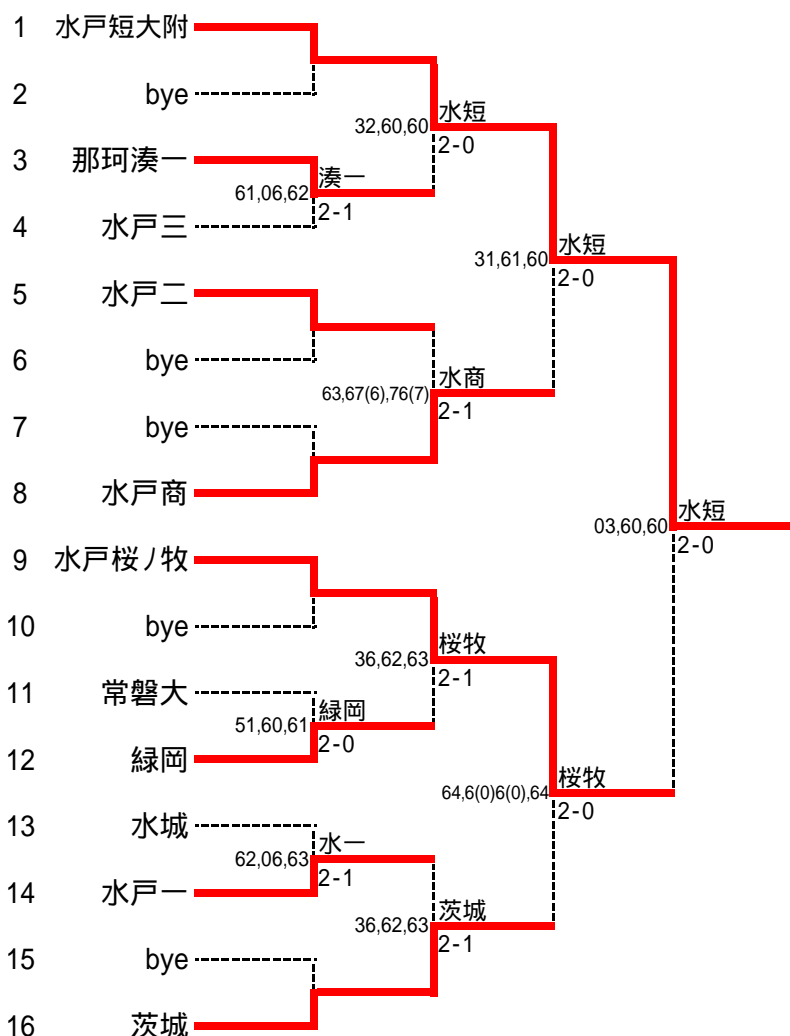 1 水戸短大附
2 bye
水短
32,60,60
2-0
3 那珂湊一
湊一
61,06,62
2-1
4 水戸三
水短
31,61,60
2-0
5 水戸二
6 bye
水商
63,67(6),76(7)
2-1
7 bye
8 水戸商
水短
03,60,60
2-0
9 水戸桜ノ牧
10 bye
桜牧
36,62,63
2-1
11 常磐大
緑岡
51,60,61
2-0
12 緑岡
桜牧
64,6(0)6(0),64
2-0
13 水城
水一
62,06,63
2-1
14 水戸一
茨城
36,62,63
2-1
15 bye
16 茨城